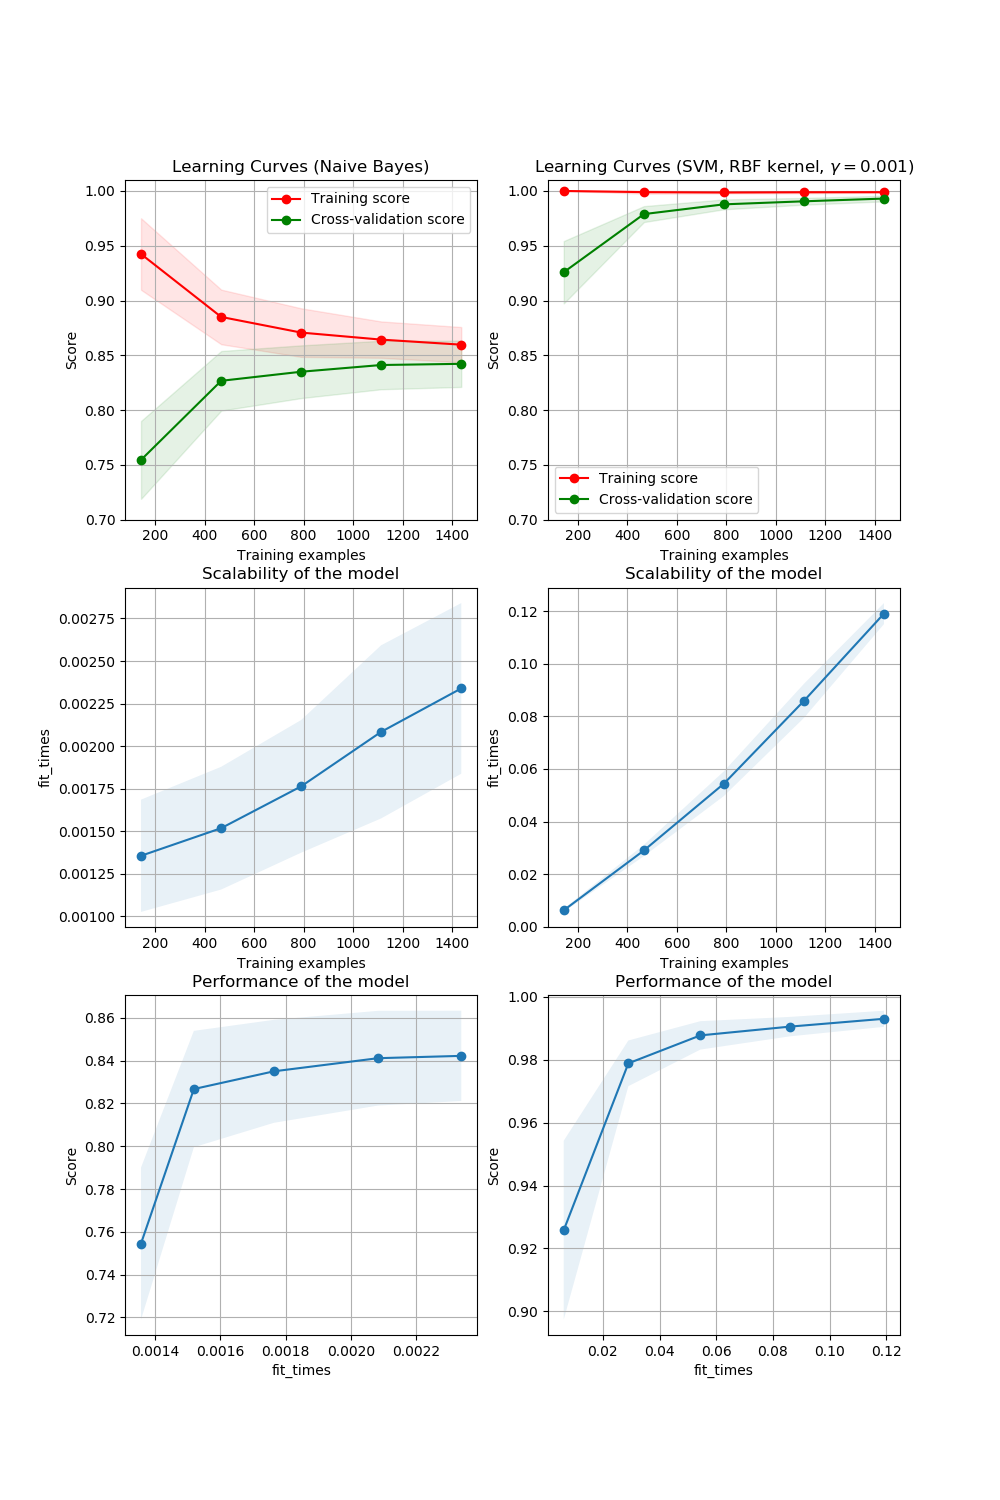 Learning Curves (Naive Bayes)
1.00
0.95
0.90
0.85
0.80
0.75
0.70
Score
Training score
Cross-validation score
200 400 600 800 1000 1200 1400
Training examples
Learning Curves (SVM, RBF kernel, γ = 0.001)
1.00
0.95
0.90
0.85
0.80
0.75
0.70
Score
Training score
Cross-validation score
200 400 600 800 1000 1200 1400
Training examples
Scalability of the model
0.00275
0.00250
0.00225
0.00200
0.00175
0.00150
0.00125
0.00100
fit_times
200 400 600 800 1000 1200 1400
Training examples
Scalability of the model
0.12
0.10
0.08
0.06
0.04
0.02
0.00
fit_times
200 400 600 800 1000 1200 1400
Training examples
Performance of the model
0.86
0.84
0.82
0.80
0.78
0.76
0.74
0.72
Score
0.0014 0.0016 0.0018 0.0020 0.0022
fit_times
Performance of the model
1.00
0.98
0.96
0.94
0.92
0.90
Score
0.02 0.04 0.06 0.08 0.10 0.12
fit_times